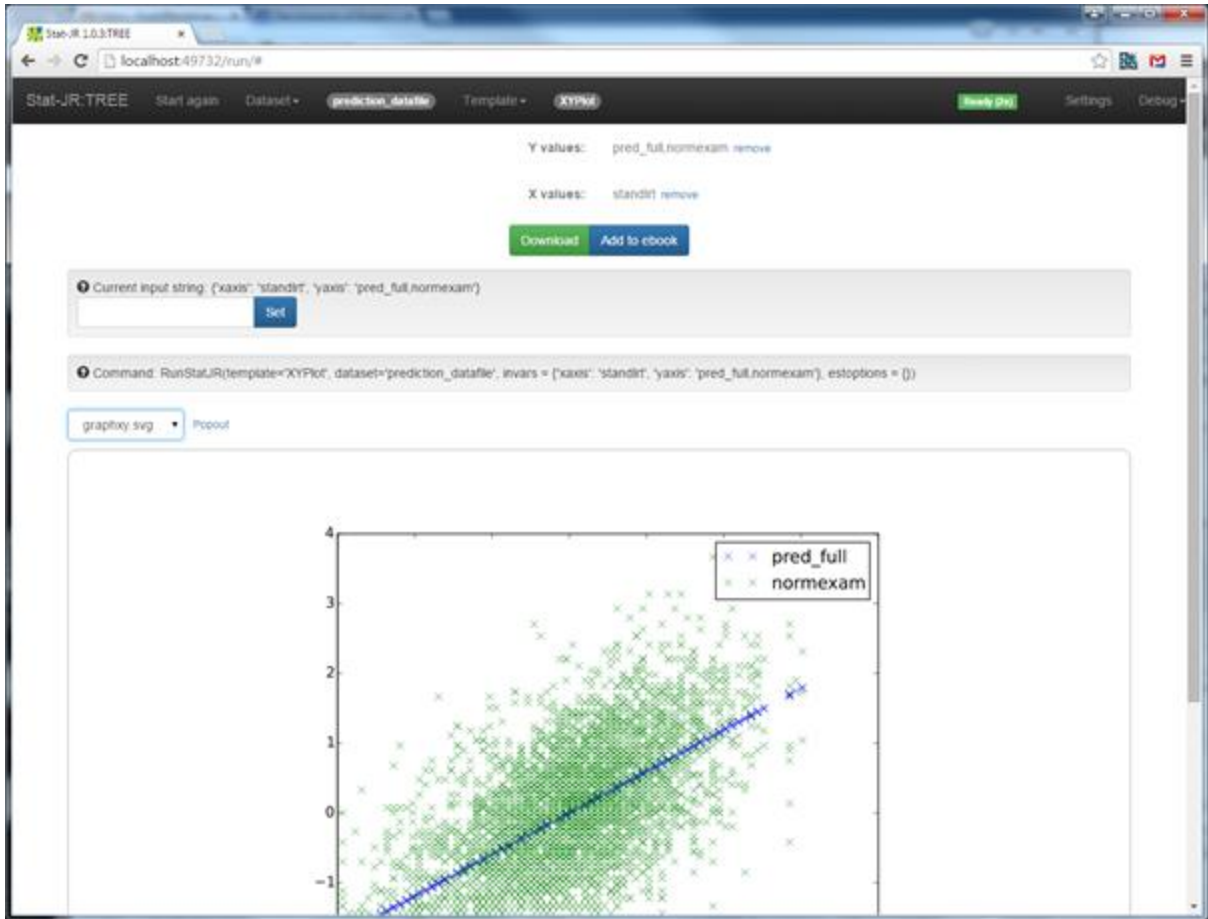 Stat-JR 1.0.3:TREE
localhost:49732/run/#
Stat-JR:TREE Start again Dataset prediction_datafile Template XYPlot Ready (2s) Settings Debug
Y values: pred_full,normexam remove
X values: standlrt remove
Download Add to ebook
Current input string: {'xaxis': 'standlrt', 'yaxis': 'pred_full,normexam'}
Set
Command: RunStatJR(template='XYPlot', dataset='prediction_datafile', invars = {'xaxis': 'standlrt', 'yaxis': 'pred_full,normexam'}, estoptions = {})
graphxy.svg Popout
4
pred_full
normexam
3
2
1
0
−1